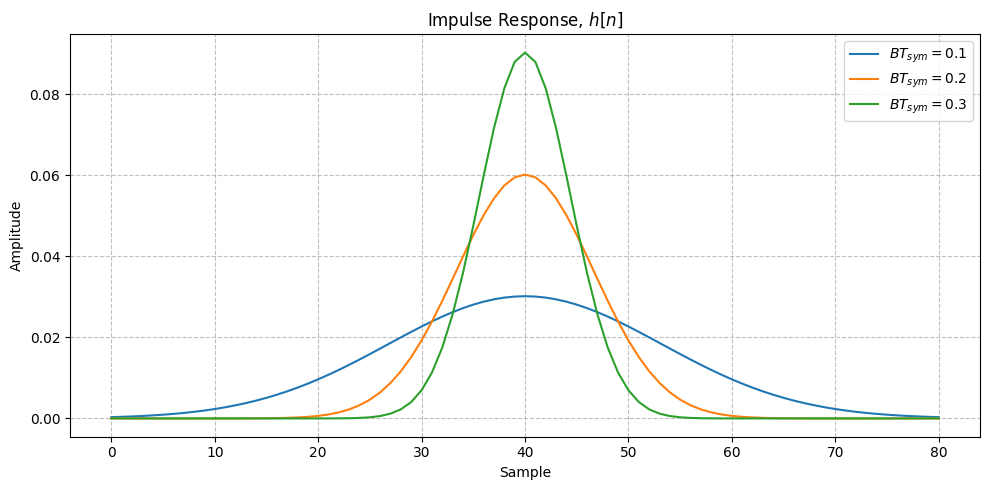 Impulse Response, h[n]
BT_sym = 0.1
BT_sym = 0.2
BT_sym = 0.3
Amplitude
0.08
0.06
0.04
0.02
0.00
0 10 20 30 40 50 60 70 80
Sample